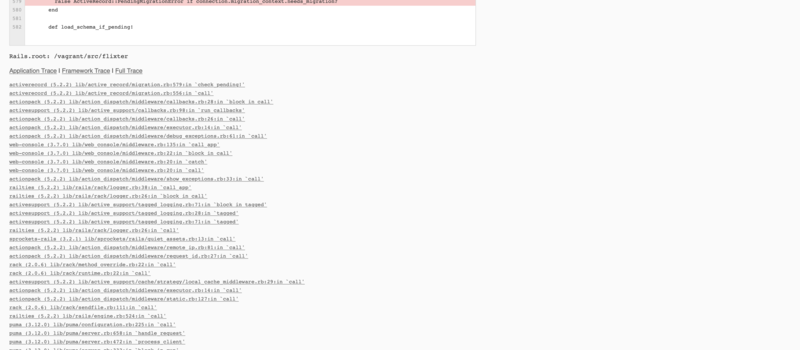 579 raise ActiveRecord::PendingMigrationError if connection.migration_context.needs_migration?
580 end
581
582 def load_schema_if_pending!
Rails.root: /vagrant/src/flixter
Application Trace | Framework Trace | Full Trace
activerecord (5.2.2) lib/active_record/migration.rb:579:in `check_pending!'
activerecord (5.2.2) lib/active_record/migration.rb:556:in `call'
actionpack (5.2.2) lib/action_dispatch/middleware/callbacks.rb:28:in `block in call'
activesupport (5.2.2) lib/active_support/callbacks.rb:98:in `run_callbacks'
actionpack (5.2.2) lib/action_dispatch/middleware/callbacks.rb:26:in `call'
actionpack (5.2.2) lib/action_dispatch/middleware/executor.rb:14:in `call'
actionpack (5.2.2) lib/action_dispatch/middleware/debug_exceptions.rb:61:in `call'
web-console (3.7.0) lib/web_console/middleware.rb:135:in `call_app'
web-console (3.7.0) lib/web_console/middleware.rb:22:in `block in call'
web-console (3.7.0) lib/web_console/middleware.rb:20:in `catch'
web-console (3.7.0) lib/web_console/middleware.rb:20:in `call'
actionpack (5.2.2) lib/action_dispatch/middleware/show_exceptions.rb:33:in `call'
railties (5.2.2) lib/rails/rack/logger.rb:38:in `call_app'
railties (5.2.2) lib/rails/rack/logger.rb:26:in `block in call'
activesupport (5.2.2) lib/active_support/tagged_logging.rb:71:in `block in tagged'
activesupport (5.2.2) lib/active_support/tagged_logging.rb:28:in `tagged'
activesupport (5.2.2) lib/active_support/tagged_logging.rb:71:in `tagged'
railties (5.2.2) lib/rails/rack/logger.rb:26:in `call'
sprockets-rails (3.2.1) lib/sprockets/rails/quiet_assets.rb:13:in `call'
actionpack (5.2.2) lib/action_dispatch/middleware/remote_ip.rb:81:in `call'
actionpack (5.2.2) lib/action_dispatch/middleware/request_id.rb:27:in `call'
rack (2.0.6) lib/rack/method_override.rb:22:in `call'
rack (2.0.6) lib/rack/runtime.rb:22:in `call'
activesupport (5.2.2) lib/active_support/cache/strategy/local_cache_middleware.rb:29:in `call'
actionpack (5.2.2) lib/action_dispatch/middleware/executor.rb:14:in `call'
actionpack (5.2.2) lib/action_dispatch/middleware/static.rb:127:in `call'
rack (2.0.6) lib/rack/sendfile.rb:111:in `call'
railties (5.2.2) lib/rails/engine.rb:524:in `call'
puma (3.12.0) lib/puma/configuration.rb:225:in `call'
puma (3.12.0) lib/puma/server.rb:658:in `handle_request'
puma (3.12.0) lib/puma/server.rb:472:in `process_client'